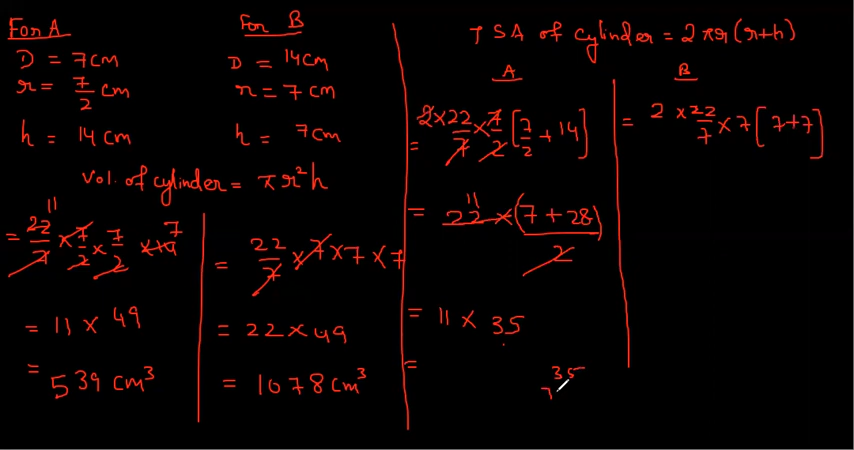 For A
D = 7cm
r = 7/2 cm
h = 14 cm
For B
D = 14cm
r = 7 cm
h = 7cm
Vol. of cylinder = πr²h
= 22/7 × 7/2 × 7/2 × 7
11
= 11 × 49
= 539 cm³
= 22/7 × 7 × 7 × 7
= 22 × 49
= 1078 cm³
TSA of cylinder = 2πr(r+h)
A
= 2 × 22/7 × 7/2 [7/2 + 14]
11
= 22 × (7 + 28)/2
= 11 × 35
=
35
B
= 2 × 22/7 × 7 [7+7]